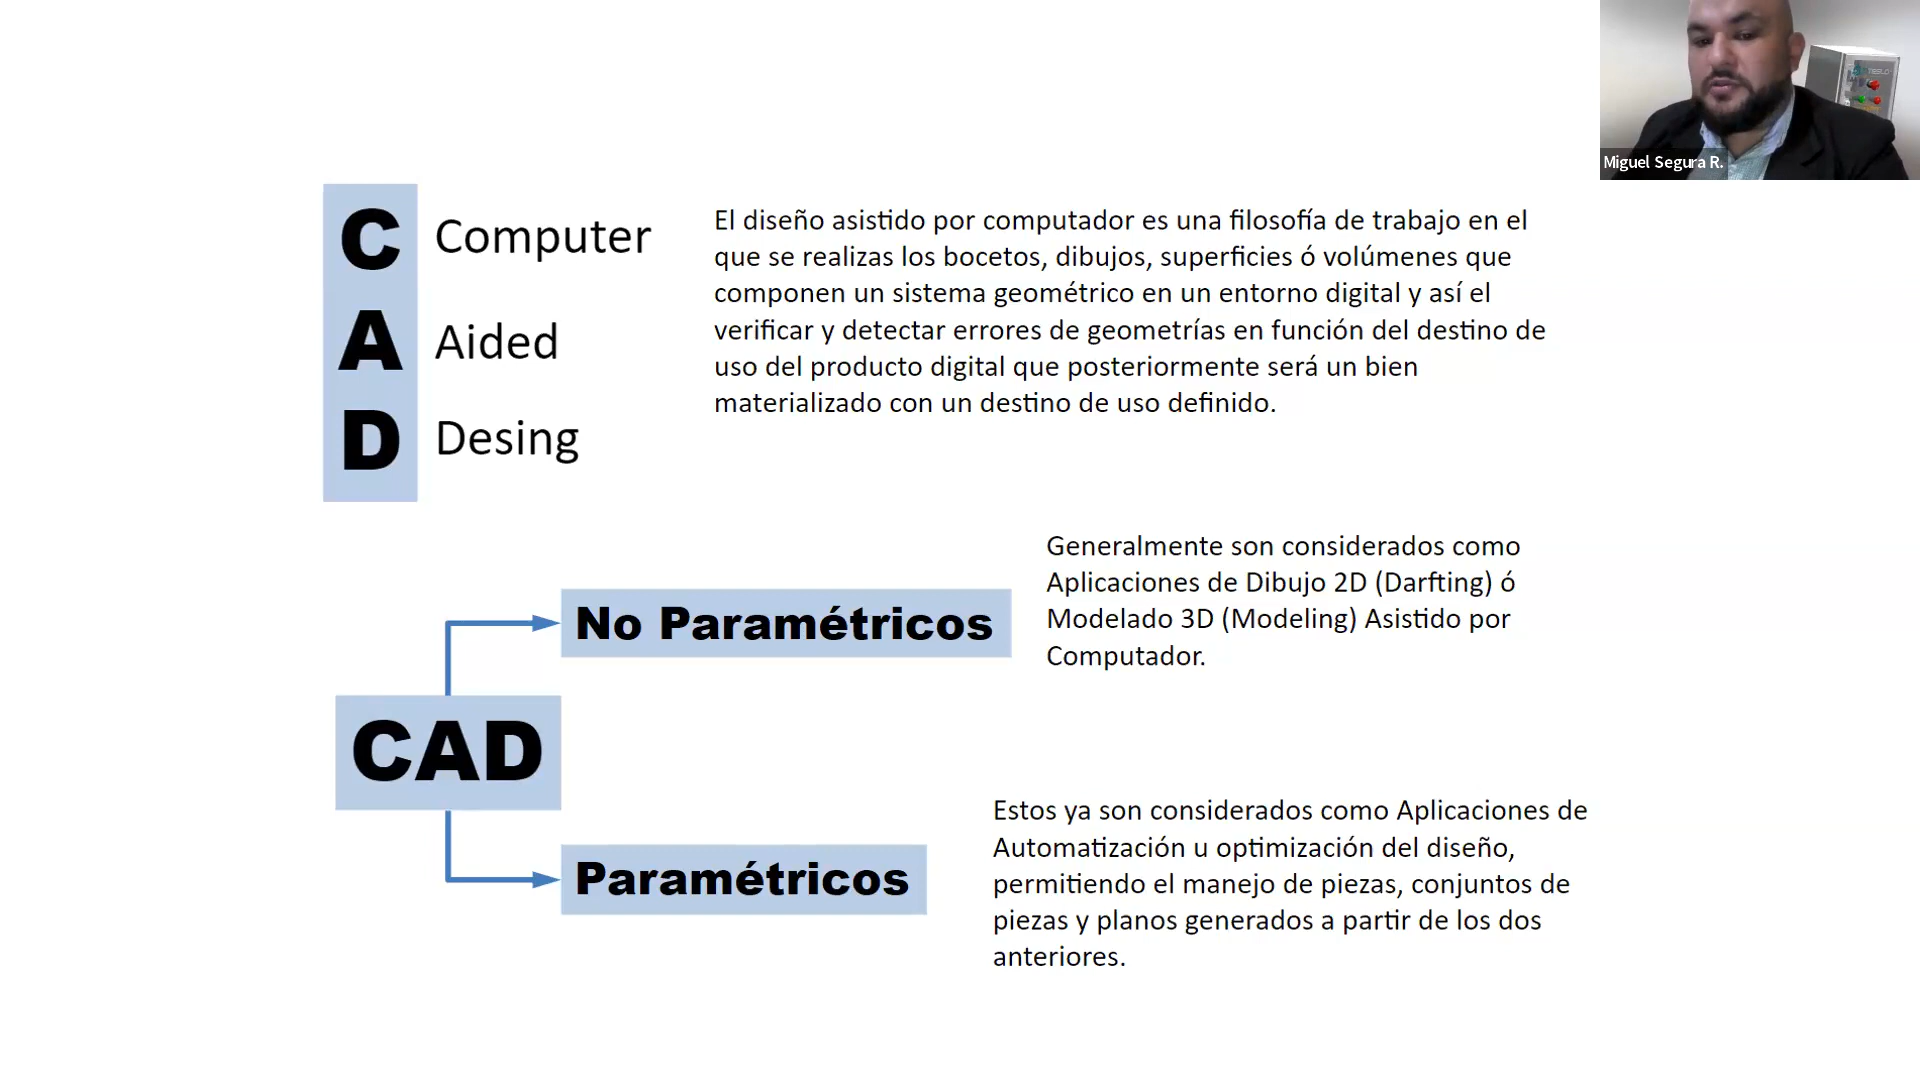 Miguel Segura R.
C Computer
A Aided
D Desing
El diseño asistido por computador es una filosofía de trabajo en el
que se realizas los bocetos, dibujos, superficies ó volúmenes que
componen un sistema geométrico en un entorno digital y así el
verificar y detectar errores de geometrías en función del destino de
uso del producto digital que posteriormente será un bien
materializado con un destino de uso definido.
CAD
No Paramétricos
Generalmente son considerados como
Aplicaciones de Dibujo 2D (Darfting) ó
Modelado 3D (Modeling) Asistido por
Computador.
Paramétricos
Estos ya son considerados como Aplicaciones de
Automatización u optimización del diseño,
permitiendo el manejo de piezas, conjuntos de
piezas y planos generados a partir de los dos
anteriores.